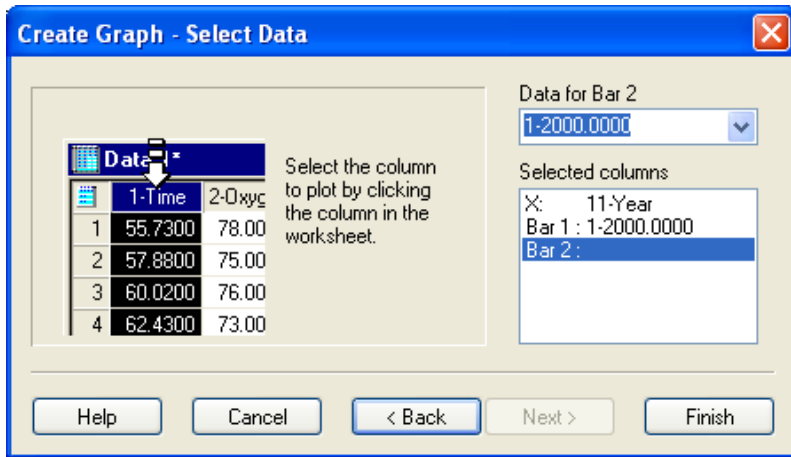 Create Graph - Select Data
Data for Bar 2
1-2000.0000
Selected columns
X: 11-Year
Bar 1 : 1-2000.0000
Bar 2 :
1-Time 2-Oxyg
1 55.7300 78.00
2 57.8800 75.00
3 60.0200 76.00
4 62.4300 73.00
Select the column
to plot by clicking
the column in the
worksheet.
Help Cancel < Back Next > Finish